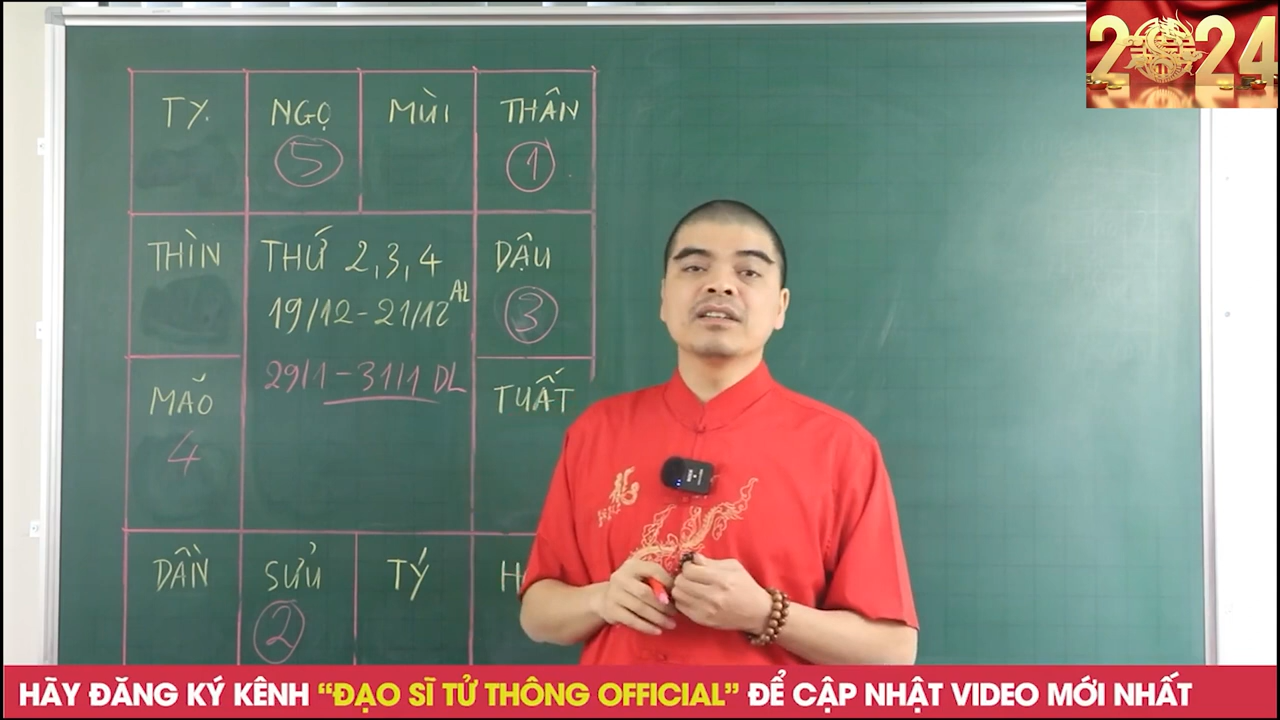 2024
TY.
NGỌ
MÙI
THÂN
5
1
THÌN
THỨ 2,3,4
DẬU
19/12-21/12 AL
3
29/1-31/1 DL
MÃO
TUẤT
4
DẦN
SỬU
TÝ
2
HÃY ĐĂNG KÝ KÊNH “ĐẠO SĨ TỬ THÔNG OFFICIAL” ĐỂ CẬP NHẬT VIDEO MỚI NHẤT